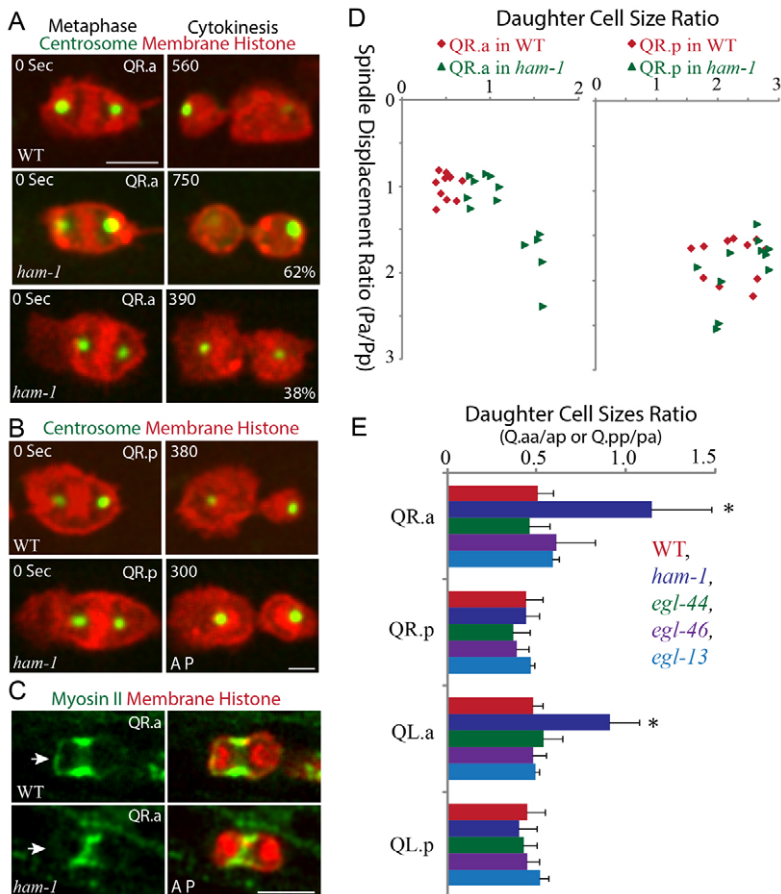 A
Metaphase Cytokinesis
Centrosome Membrane Histone
0 Sec QR.a 560
WT
0 Sec QR.a 750
ham-1 62%
0 Sec QR.a 390
ham-1 38%
B
Centrosome Membrane Histone
0 Sec QR.p 380
WT
0 Sec QR.p 300
ham-1 A P
C
Myosin II Membrane Histone
QR.a
WT
QR.a
ham-1 A P
D
Daughter Cell Size Ratio
QR.a in WT QR.p in WT
QR.a in ham-1 QR.p in ham-1
0 1 2 0 1 2 3
Spindle Displacement Ratio (Pa/Pp)
0
1
2
3
E
Daughter Cell Sizes Ratio
(Q.aa/ap or Q.pp/pa)
0 0.5 1.0 1.5
QR.a
*
QR.p
QL.a
*
QL.p
WT,
ham-1,
egl-44,
egl-46,
egl-13